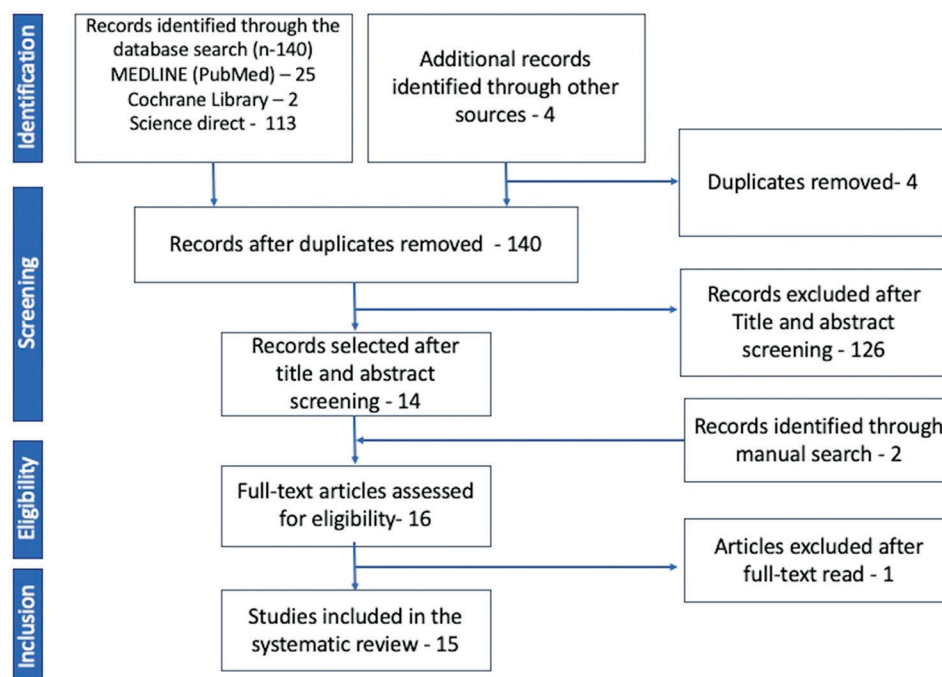 Identification
Records identified through the
database search (n-140)
MEDLINE (PubMed) – 25
Cochrane Library – 2
Science direct - 113
Additional records
identified through other
sources - 4
Duplicates removed- 4
Screening
Records after duplicates removed - 140
Records excluded after
Title and abstract
screening - 126
Records selected after
title and abstract
screening - 14
Records identified through
manual search - 2
Eligibility
Full-text articles assessed
for eligibility- 16
Articles excluded after
full-text read - 1
Inclusion
Studies included in the
systematic review - 15